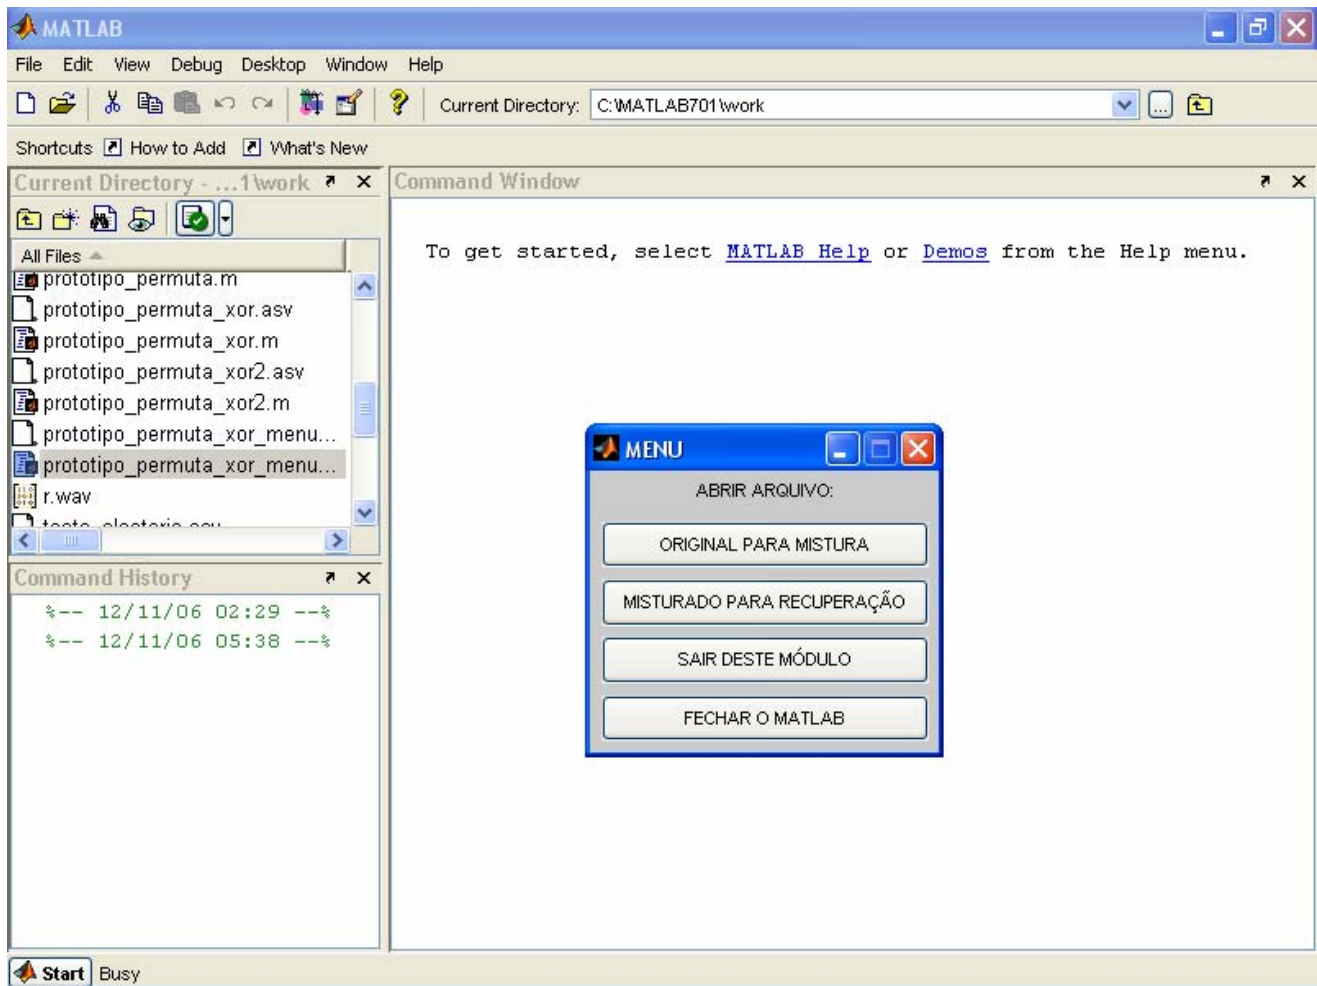 MATLAB
File Edit View Debug Desktop Window Help
Current Directory: C:\MATLAB701\work
Shortcuts How to Add What's New
Current Directory - ...1\work
All Files
prototipo_permuta.m
prototipo_permuta_xor.asv
prototipo_permuta_xor.m
prototipo_permuta_xor2.asv
prototipo_permuta_xor2.m
prototipo_permuta_xor_menu...
prototipo_permuta_xor_menu...
r.wav
Command History
%-- 12/11/06 02:29 --%
%-- 12/11/06 05:38 --%
Command Window
To get started, select MATLAB Help or Demos from the Help menu.
MENU
ABRIR ARQUIVO:
ORIGINAL PARA MISTURA
MISTURADO PARA RECUPERAÇÃO
SAIR DESTE MÓDULO
FECHAR O MATLAB
Start Busy